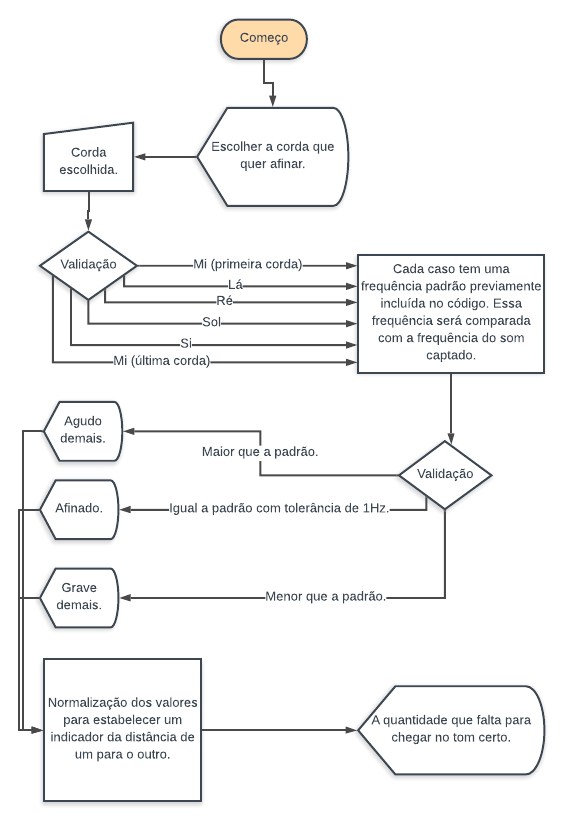 Começo
Escolher a corda que
quer afinar.
Corda
escolhida.
Validação
Mi (primeira corda)
Lá
Ré
Sol
Si
Mi (última corda)
Cada caso tem uma
frequência padrão previamente
incluída no código. Essa
frequência será comparada
com a frequência do som
captado.
Validação
Maior que a padrão.
Agudo
demais.
Igual a padrão com tolerância de 1Hz.
Afinado.
Menor que a padrão.
Grave
demais.
Normalização dos valores
para estabelecer um
indicador da distância de
um para o outro.
A quantidade que falta para
chegar no tom certo.